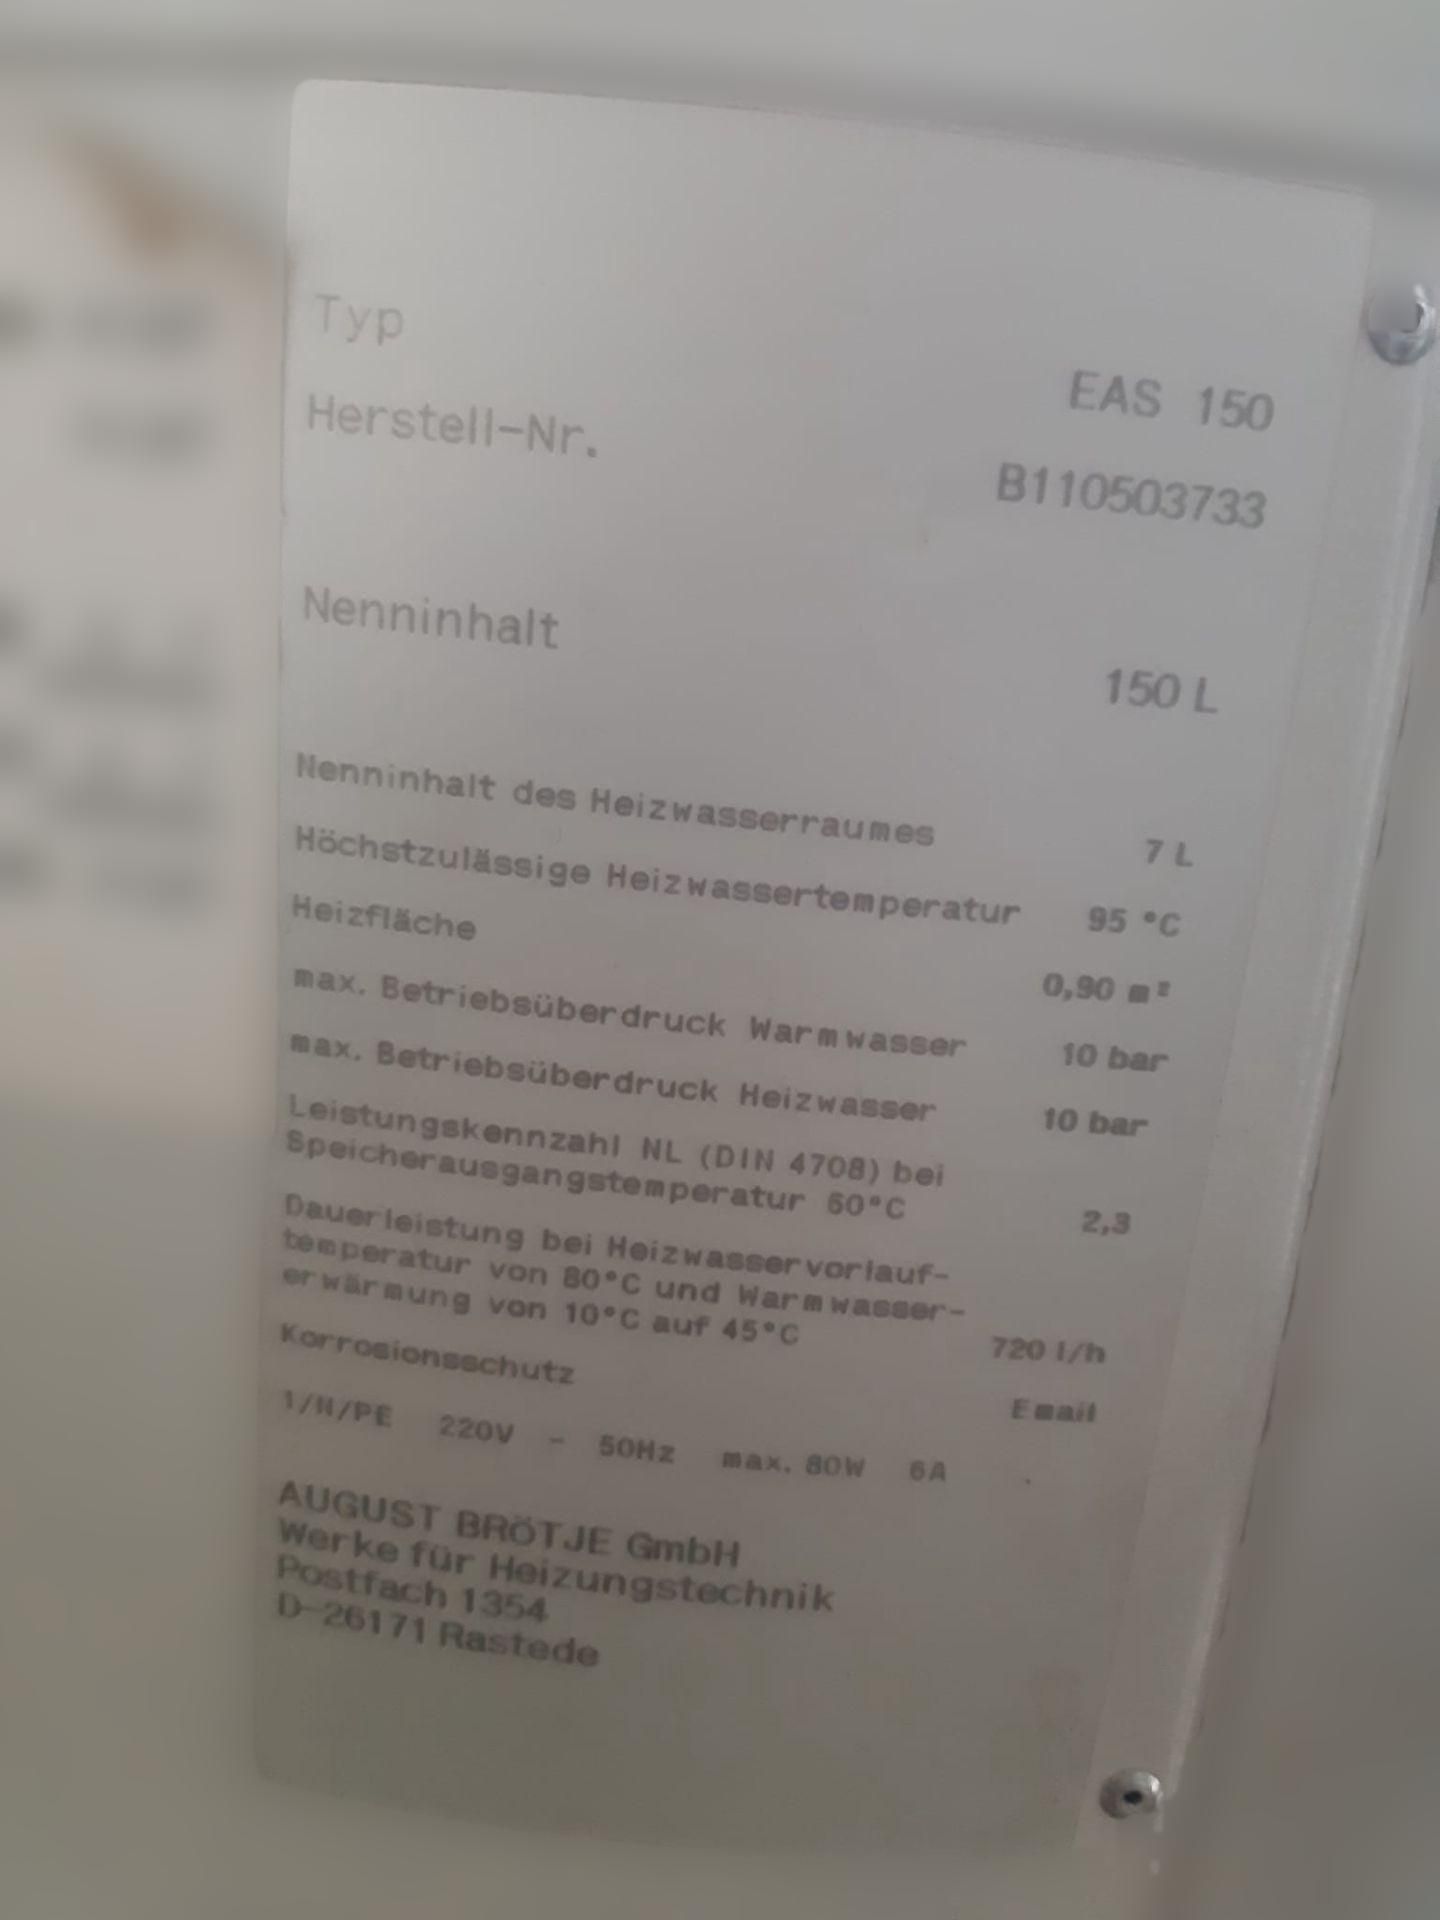 Typ EAS 150
Herstell-Nr. B110503733
Nenninhalt 150 L
Nenninhalt des Heizwasserraumes 7 L
Höchstzulässige Heizwassertemperatur 95 °C
Heizfläche 0,90 m²
max. Betriebsüberdruck Warmwasser 10 bar
max. Betriebsüberdruck Heizwasser 10 bar
Leistungskennzahl NL (DIN 4708) bei
Speicherausgangstemperatur 60°C 2,3
Dauerleistung bei Heizwasservorlauf-
temperatur von 80°C und Warmwasser-
erwärmung von 10°C auf 45°C 720 l/h
Korrosionsschutz Email
1/N/PE 220V - 50Hz max. 80W 6A
AUGUST BRÖTJE GmbH
Werke für Heizungstechnik
Postfach 1354
D-26171 Rastede